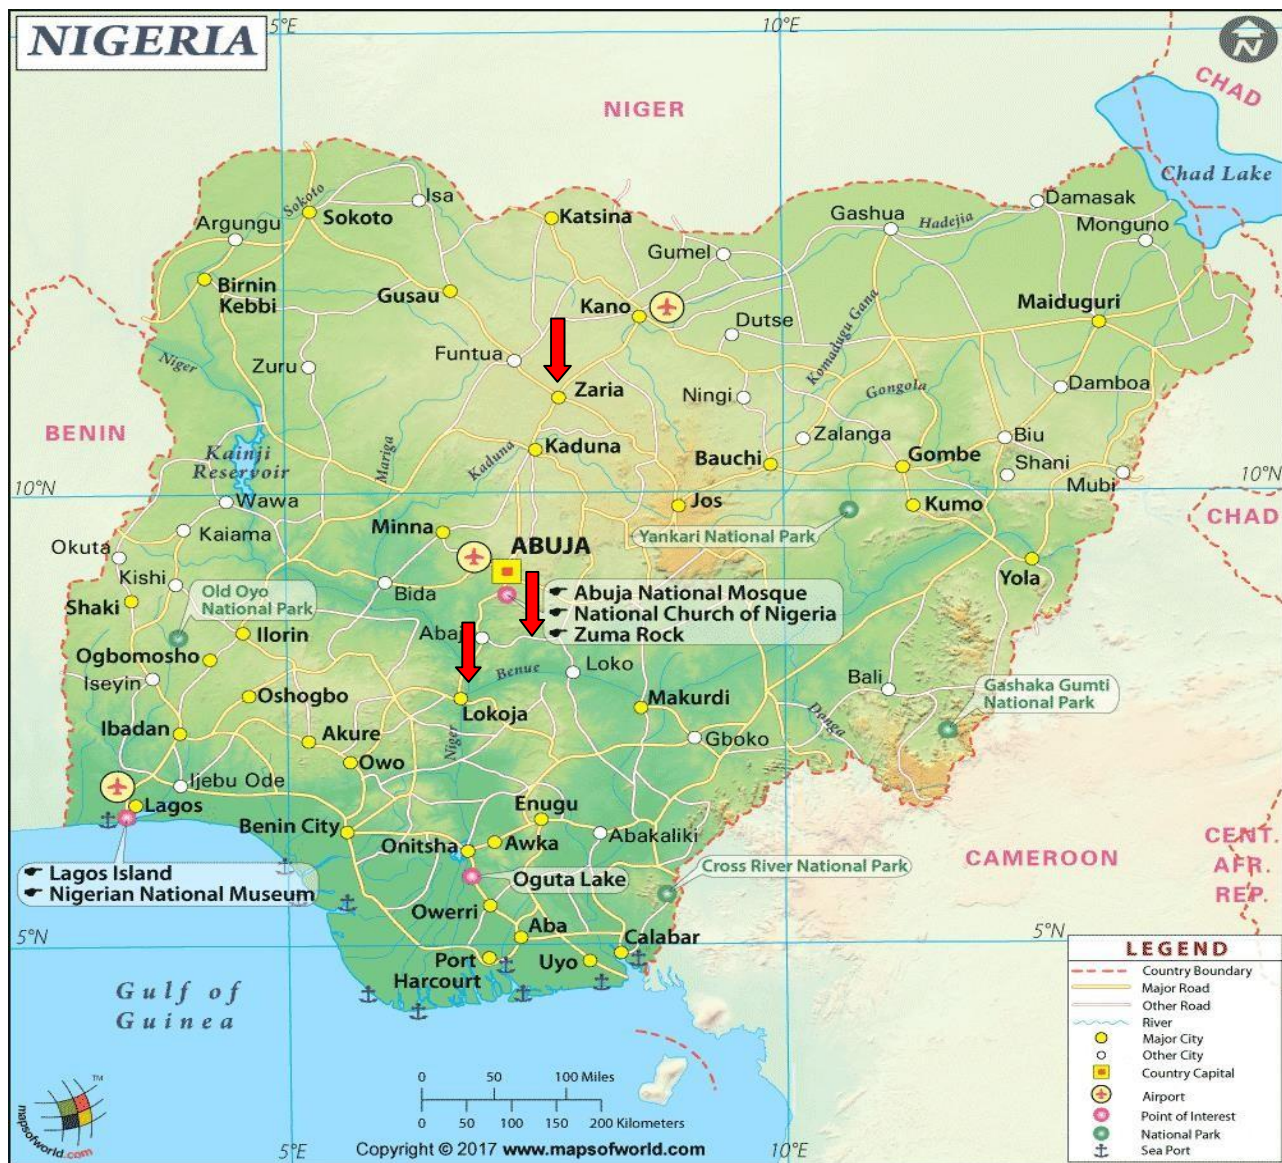 NIGERIA
5°E
10°E
N
NIGER
CHAD
Chad Lake
Sokoto
Isa
Katsina
Damasak
Argungu
Sokoto
Gashua
Hadejia
Monguno
Gumel
Birnin
Kebbi
Gusau
Kano
Dutse
Komadugu Gana
Maiduguri
Niger
Zuru
Funtua
Zaria
Ningi
Gongola
Damboa
BENIN
Kainji
Reservoir
Mariga
Kaduna
Kaduna
Zalanga
Biu
Bauchi
Gombe
Shani
Mubi
10°N
10°N
Wawa
Jos
Kumo
CHAD
Minna
Yankari National Park
Okuta
Kaiama
ABUJA
Kishi
Bida
Yola
Old Oyo
National Park
Shaki
Abuja National Mosque
National Church of Nigeria
Zuma Rock
Ilorin
Abaj
Ogbomosho
Iseyin
Benue
Loko
Bali
Gashaka Gumti
National Park
Oshogbo
Lokoja
Makurdi
Donga
Ibadan
Akure
Niger
Gboko
Owo
Ijebu Ode
Lagos
Enugu
Benin City
Abakaliki
Onitsha
Awka
CENT.
AFR.
REP.
CAMEROON
Lagos Island
Nigerian National Museum
Oguta Lake
Cross River National Park
Owerri
Aba
5°N
5°N
Calabar
Port
Harcourt
Uyo
Gulf of
Guinea
LEGEND
Country Boundary
Major Road
Other Road
River
Major City
Other City
Country Capital
Airport
Point of Interest
National Park
Sea Port
0 50 100 Miles
0 50 100 150 200 Kilometers
TM
mapsofworld.com
5°E
10°E
Copyright © 2017 www.mapsofworld.com